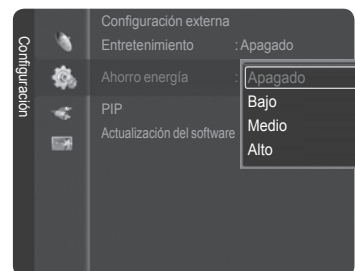 Configuración
Configuración externa
Entretenimiento : Apagado
Ahorro energía : Apagado
Bajo
PIP
Medio
Actualización del software
Alto